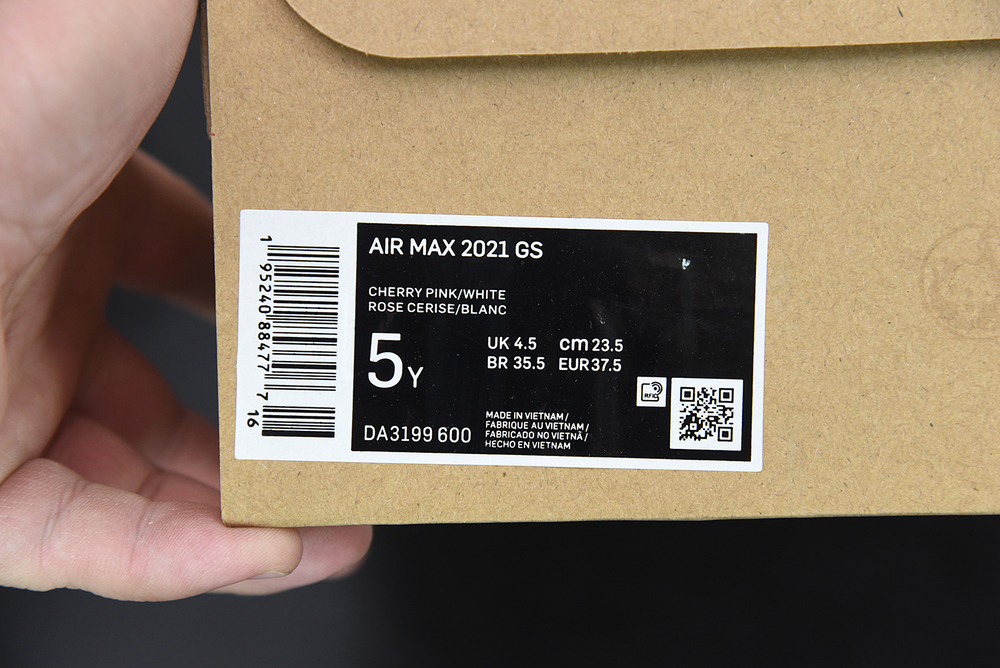 1 95240 88477 7 16
AIR MAX 2021 GS
CHERRY PINK/WHITE
ROSE CERISE/BLANC
5 Y
UK 4.5 cm 23.5
BR 35.5 EUR 37.5
RFID
DA3199 600
MADE IN VIETNAM /
FABRIQUE AU VIETNAM /
FABRICADO NO VIETNÃ /
HECHO EN VIETNAM